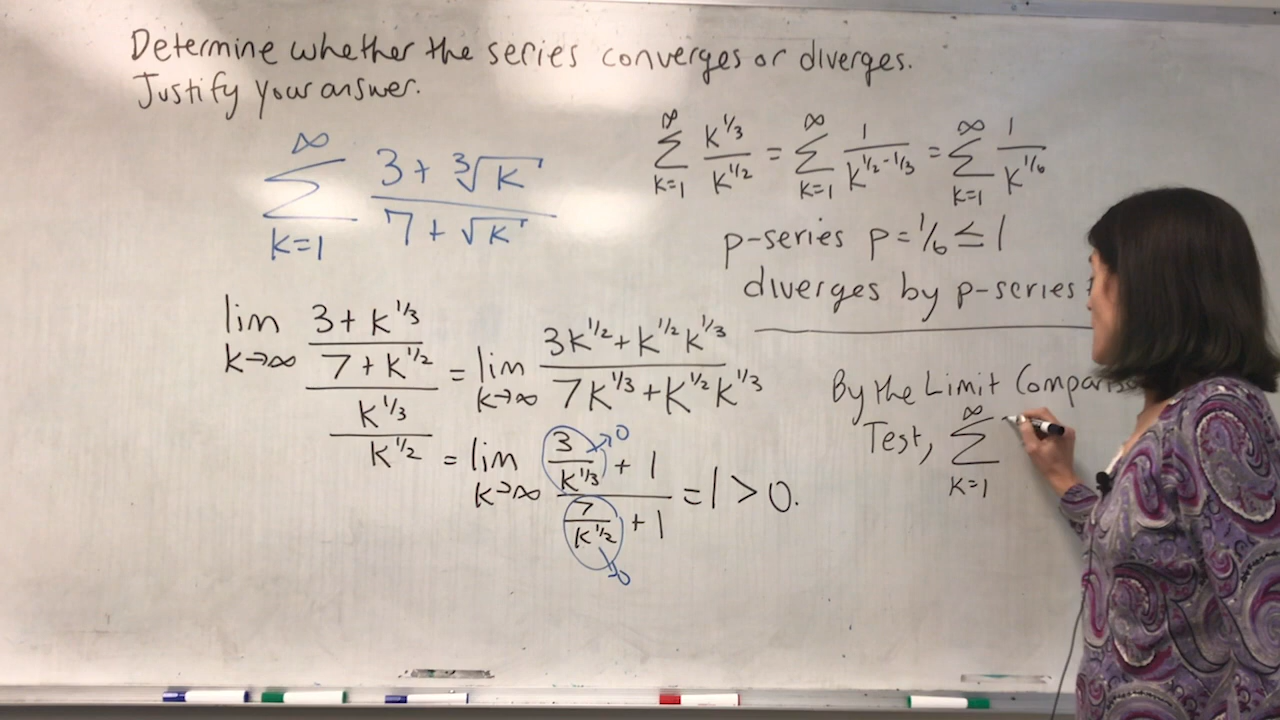 Determine whether the series converges or diverges.
Justify your answer.
∞
∑ (3 + ∛k) / (7 + √k)
k=1
∞ ∞ ∞
∑ k^1/3 / k^1/2 = ∑ 1 / k^1/2-1/3 = ∑ 1 / k^1/6
k=1 k=1 k=1
p-series p = 1/6 ≤ 1
diverges by p-series
lim k→∞ ((3 + k^1/3) / (7 + k^1/2)) / (k^1/3 / k^1/2) = lim k→∞ (3k^1/2 + k^1/2 k^1/3) / (7k^1/3 + k^1/2 k^1/3)
= lim k→∞ (3 / k^1/3 →0 + 1) / (7 / k^1/2 →0 + 1) = 1 > 0.
By the Limit
Test, ∞ ∑ k=1